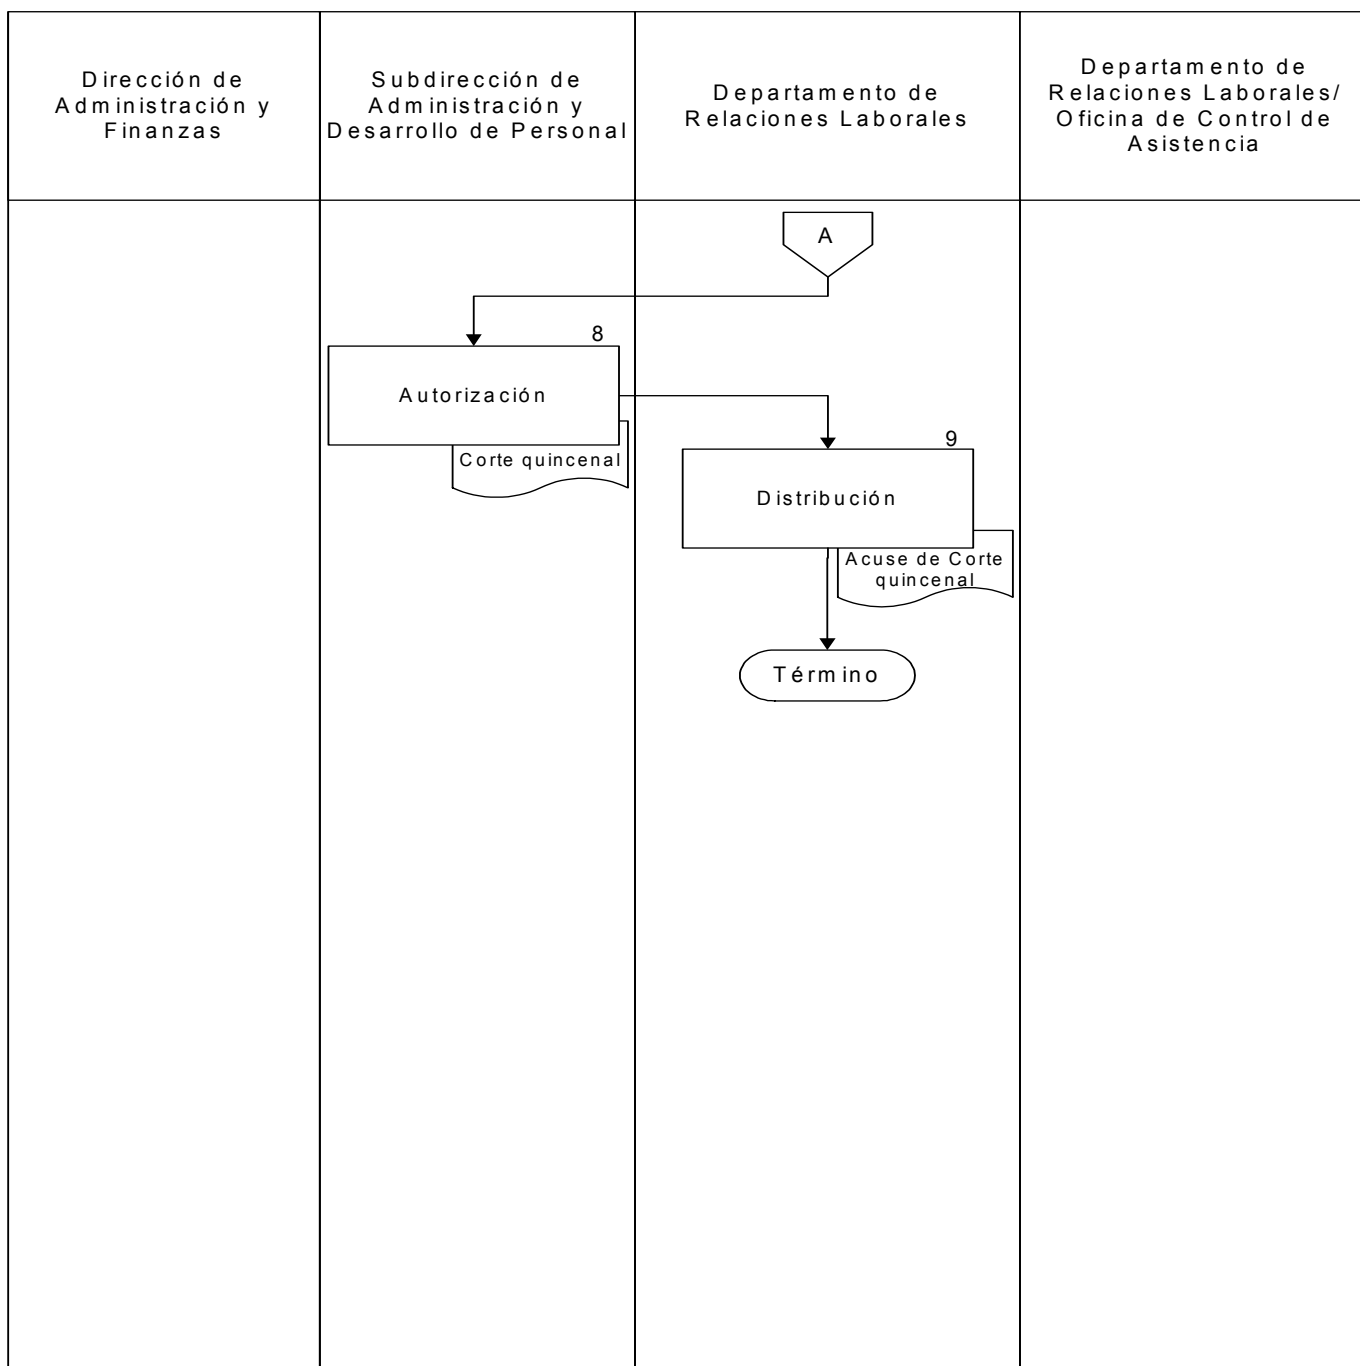 Dirección de
Administración y
Finanzas
Subdirección de
Administración y
Desarrollo de Personal
Departamento de
Relaciones Laborales
Departamento de
Relaciones Laborales/
Oficina de Control de
Asistencia
A
8
Autorización
Corte quincenal
9
Distribución
Acuse de Corte
quincenal
Término